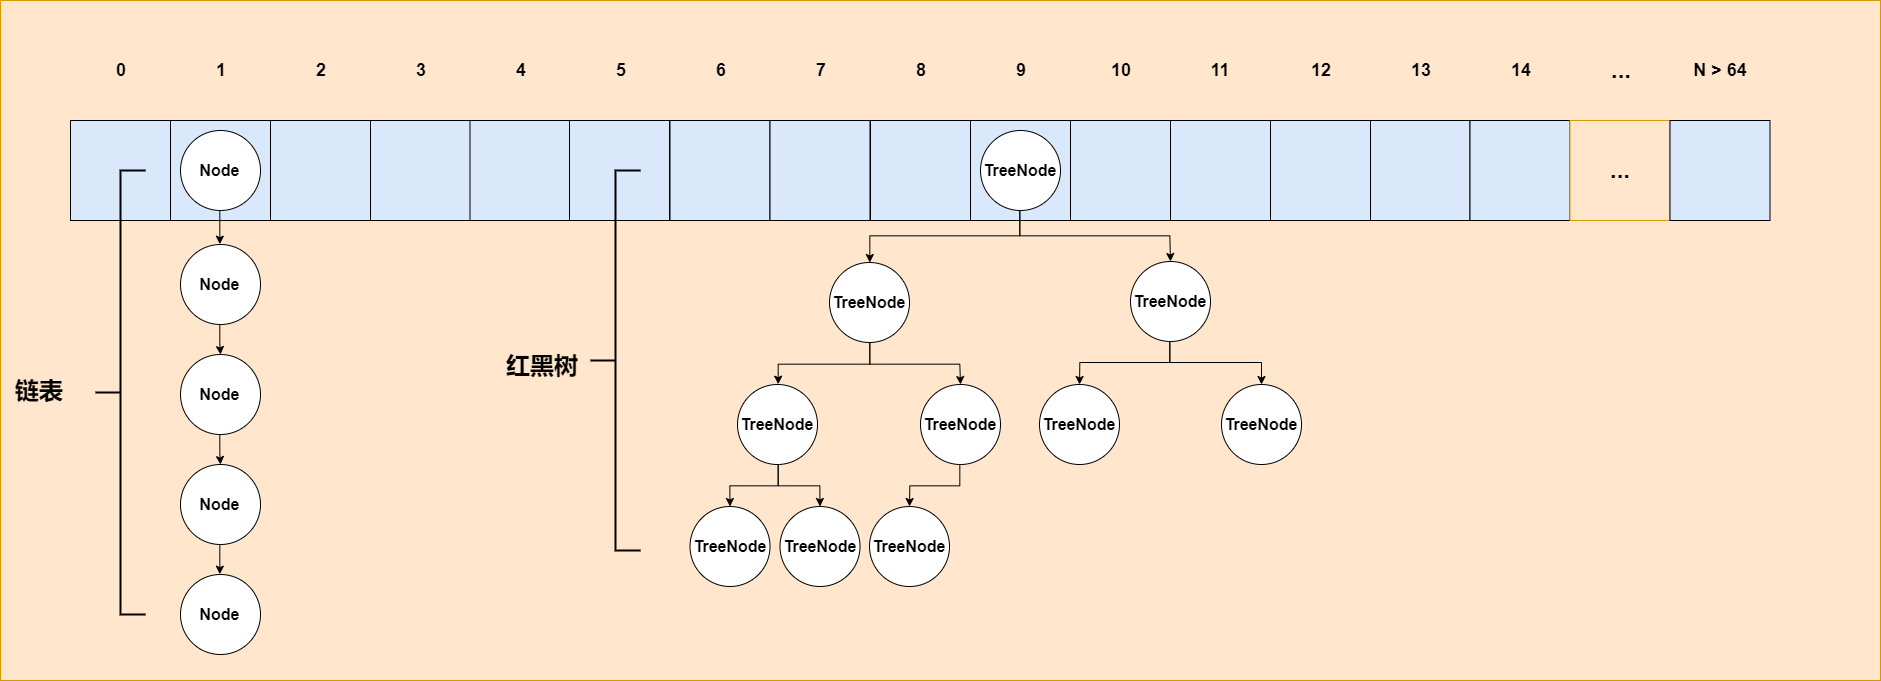 0 1 2 3 4 5 6 7 8 9 10 11 12 13 14 ... N > 64
Node TreeNode ...
Node TreeNode TreeNode
链表 Node 红黑树 TreeNode TreeNode TreeNode TreeNode
Node TreeNode TreeNode TreeNode
Node